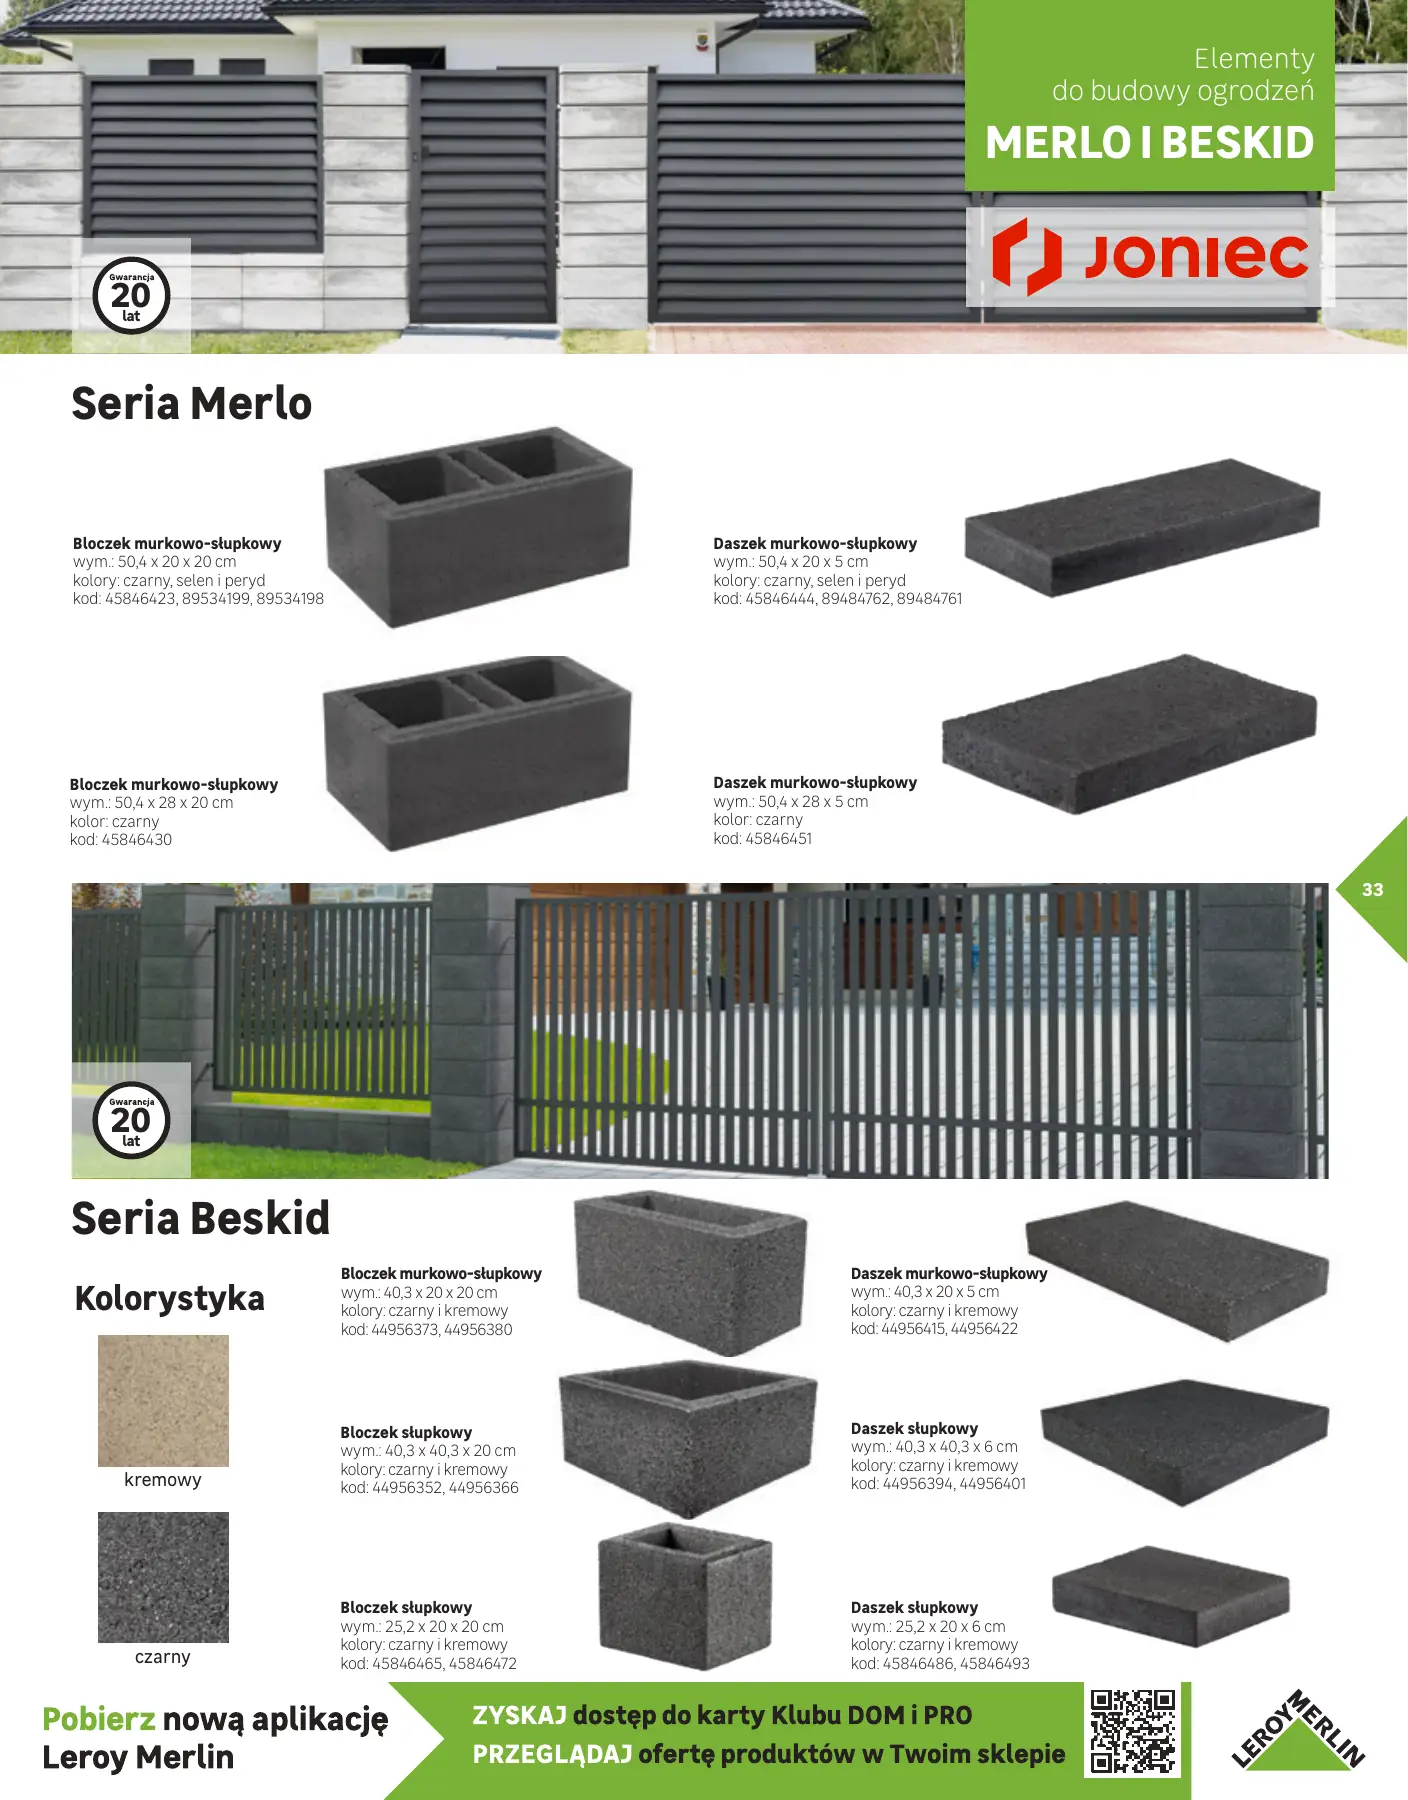 Elementy
do budowy ogrodzeń
MERLO I BESKID
JONIEC
Gwarancja
20
lat
Seria Merlo
Bloczek murkowo-słupkowy
wym.: 50,4 x 20 x 20 cm
kolory: czarny, selen i peryd
kod: 45846423, 89534199, 89534198
Daszek murkowo-słupkowy
wym.: 50,4 x 20 x 5 cm
kolory: czarny, selen i peryd
kod: 45846444, 89484762, 89484761
Bloczek murkowo-słupkowy
wym.: 50,4 x 28 x 20 cm
kolor: czarny
kod: 45846430
Daszek murkowo-słupkowy
wym.: 50,4 x 28 x 5 cm
kolor: czarny
kod: 45846451
33
Gwarancja
20
lat
Seria Beskid
Kolorystyka
kremowy
czarny
Bloczek murkowo-słupkowy
wym.: 40,3 x 20 x 20 cm
kolory: czarny i kremowy
kod: 44956373, 44956380
Daszek murkowo-słupkowy
wym.: 40,3 x 20 x 5 cm
kolory: czarny i kremowy
kod: 44956415, 44956422
Bloczek słupkowy
wym.: 40,3 x 40,3 x 20 cm
kolory: czarny i kremowy
kod: 44956352, 44956366
Daszek słupkowy
wym.: 40,3 x 40,3 x 6 cm
kolory: czarny i kremowy
kod: 44956394, 44956401
Bloczek słupkowy
wym.: 25,2 x 20 x 20 cm
kolory: czarny i kremowy
kod: 45846465, 45846472
Daszek słupkowy
wym.: 25,2 x 20 x 6 cm
kolory: czarny i kremowy
kod: 45846486, 45846493
Pobierz nową aplikację
Leroy Merlin
ZYSKAJ dostęp do karty Klubu DOM i PRO
PRZEGLĄDAJ ofertę produktów w Twoim sklepie
LEROY MERLIN